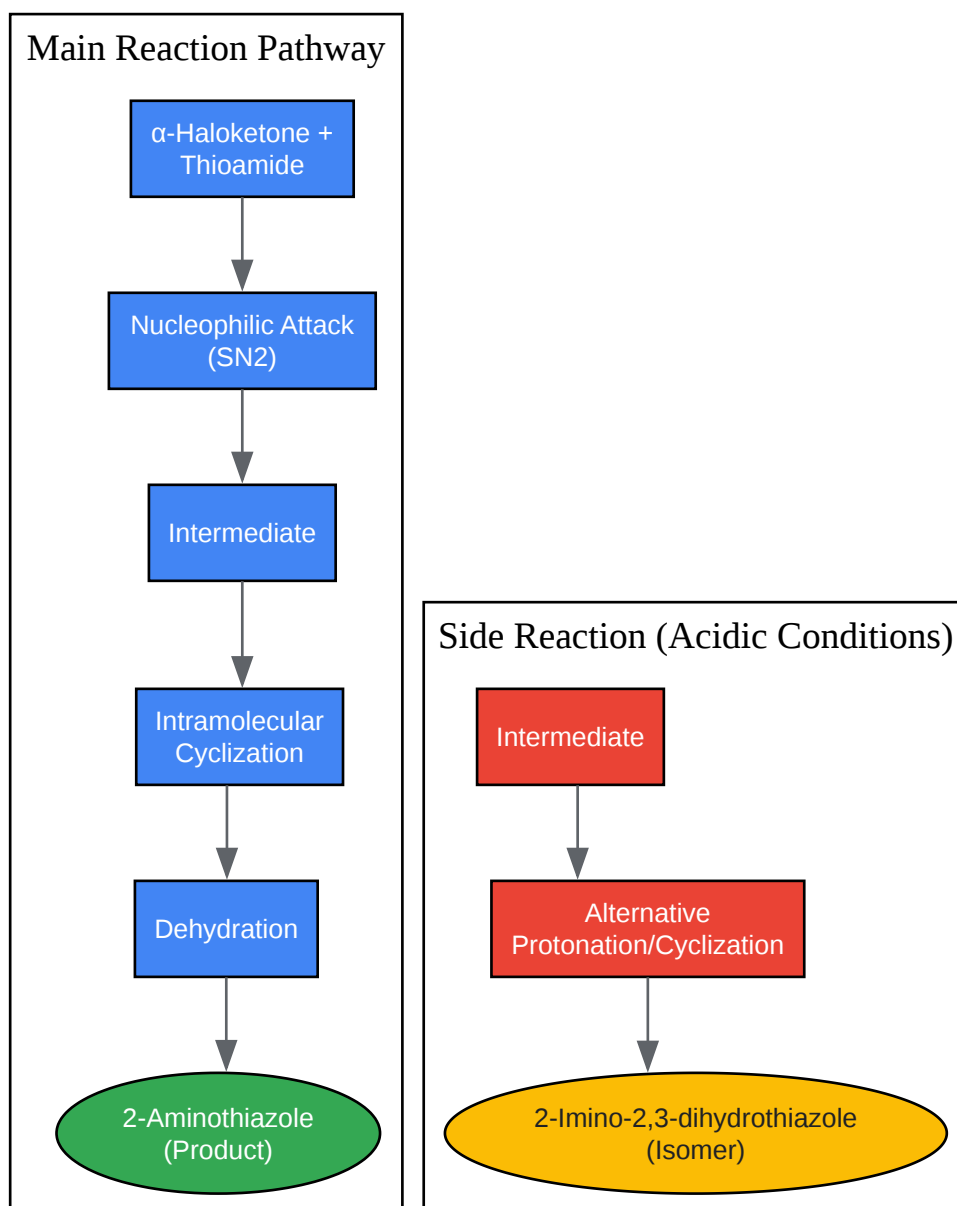 Main Reaction Pathway
α-Haloketone +
Thioamide
Nucleophilic Attack
(SN2)
Intermediate
Intramolecular
Cyclization
Dehydration
2-Aminothiazole
(Product)
Side Reaction (Acidic Conditions)
Intermediate
Alternative
Protonation/Cyclization
2-Imino-2,3-dihydrothiazole
(Isomer)